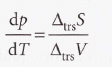 dp/dT = Δ_trs S/Δ_trs V